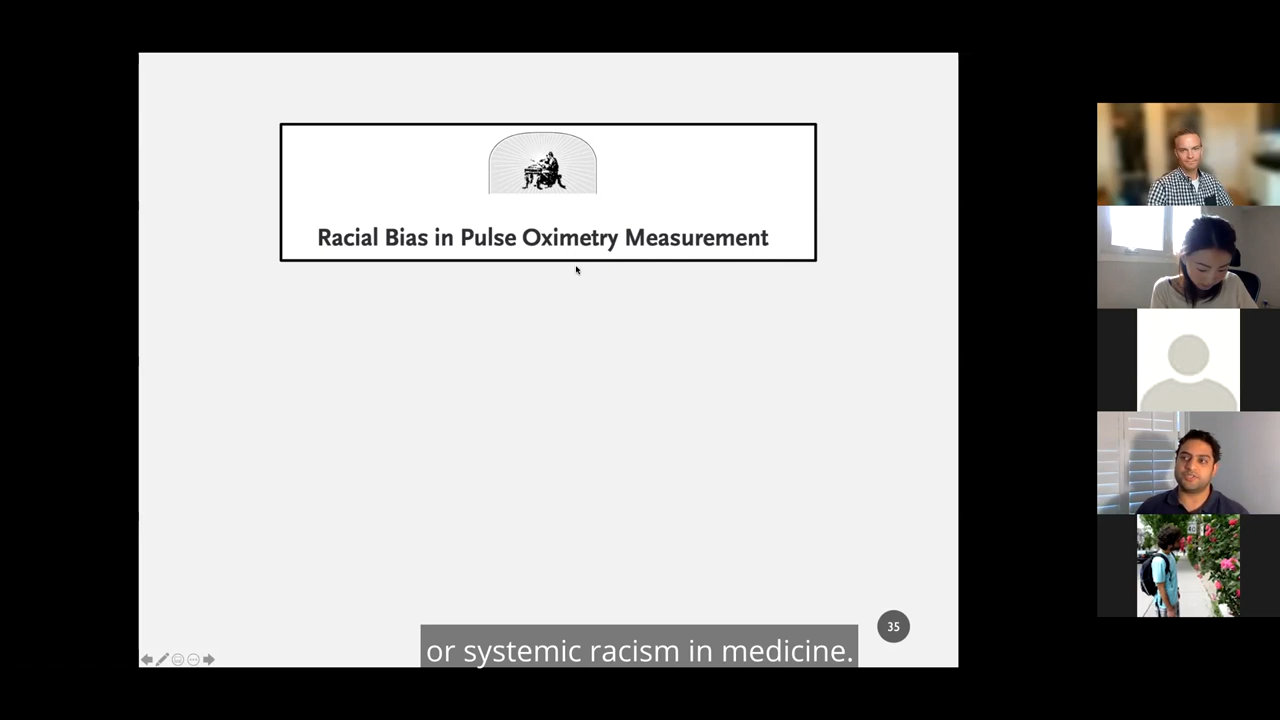 Racial Bias in Pulse Oximetry Measurement
35
or systemic racism in medicine.